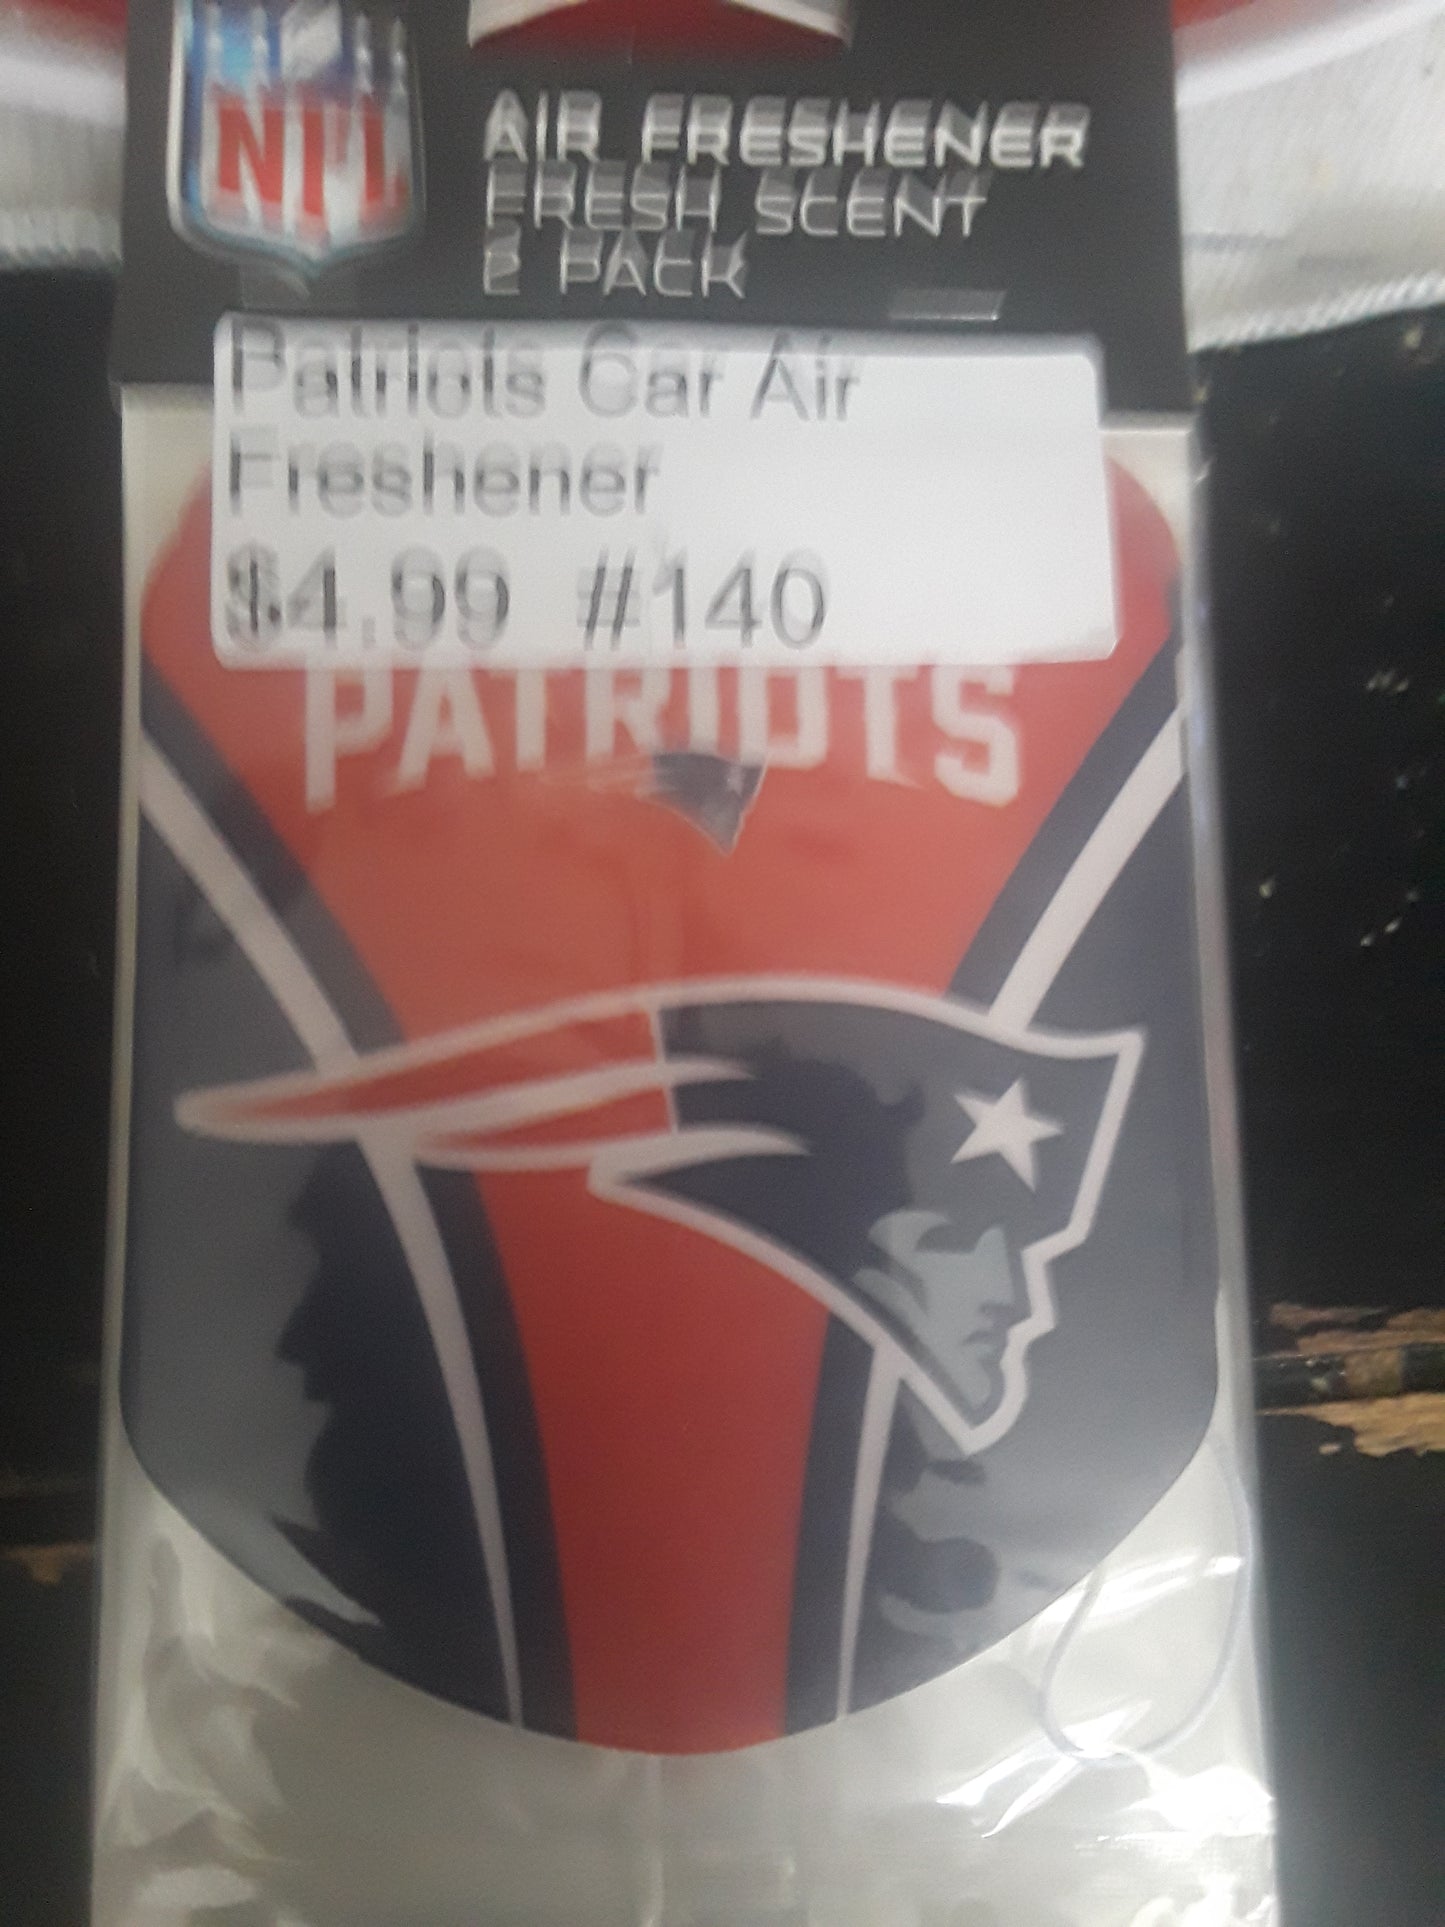 NFL
AIR FRESHENER
FRESH SCENT
2 PACK
Patriots Car Air
Freshener
$4.99 #140
PATRIOTS